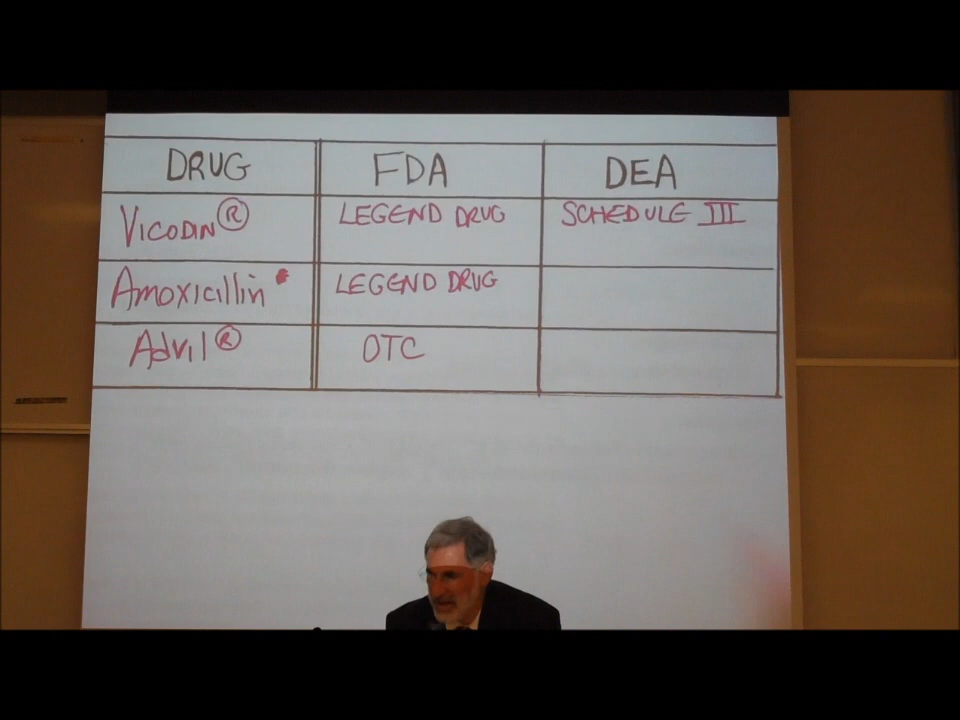 DRUG FDA DEA
VICODIN® LEGEND DRUG SCHEDULE III
Amoxicillin LEGEND DRUG
Advil® OTC